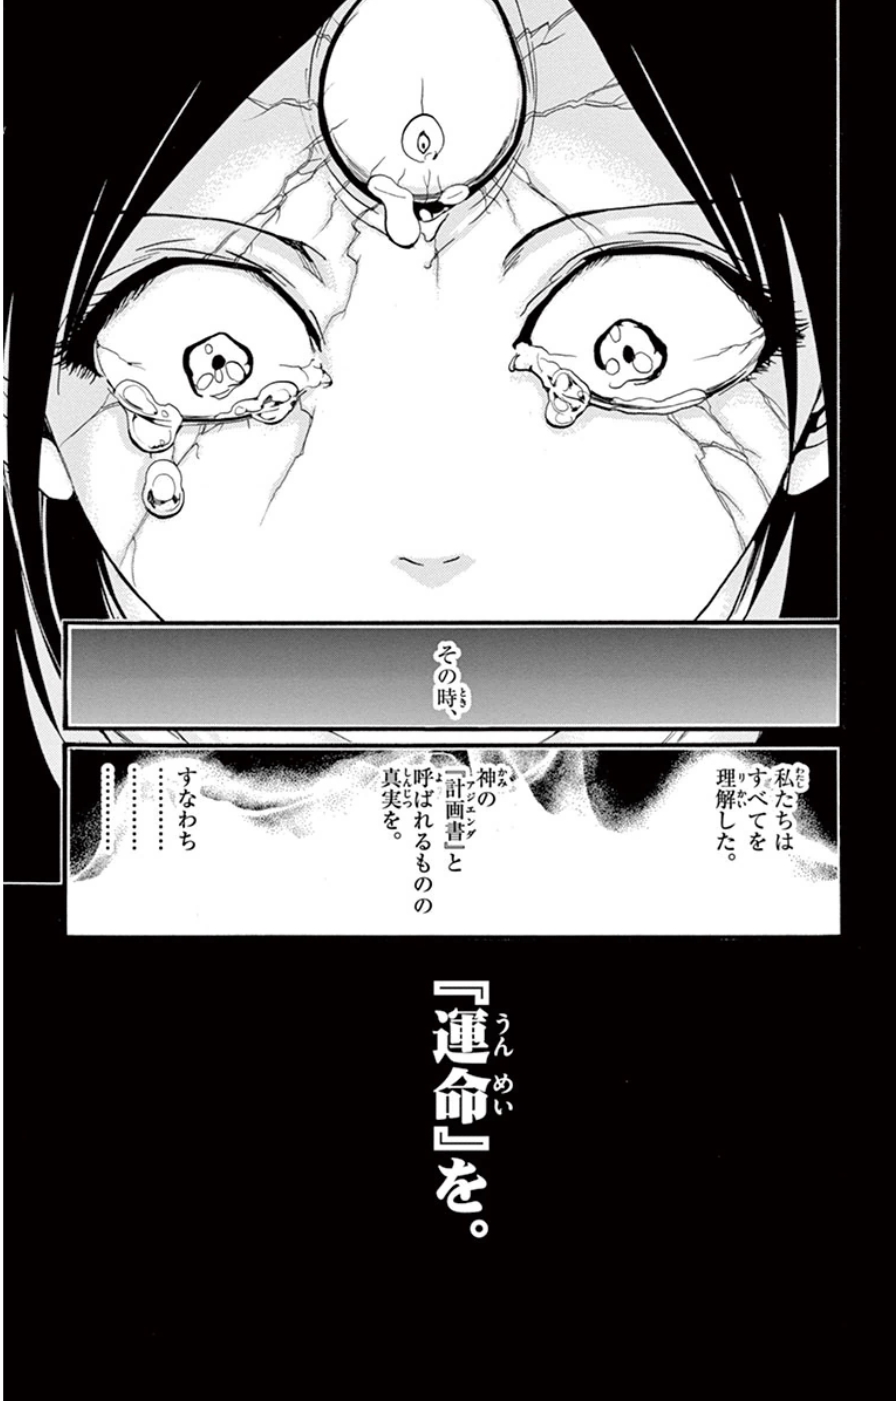 その時、
私たちは
すべてを
理解した。
神の
『計画書』と
呼ばれるものの
真実を。
すなわち
…………
…………
…………
『運命』を。